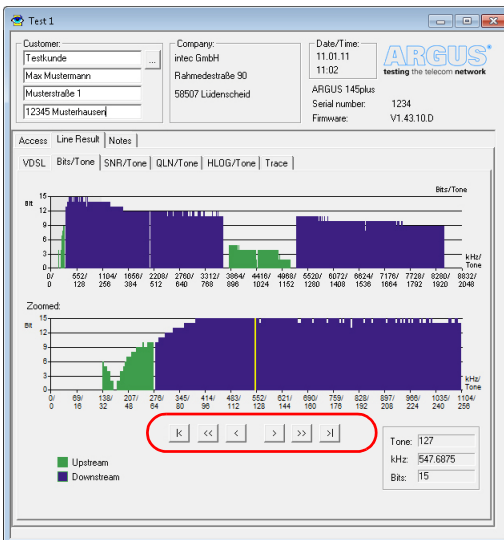 Test 1
Customer:
Testkunde
...
Max Mustermann
Musterstraße 1
12345 Musterhausen
Company:
intec GmbH
Rahmedestraße 90
58507 Lüdenscheid
Date/Time:
11.01.11
11:02
ARGUS
testing the telecom network
ARGUS 145plus
Serial number: 1234
Firmware: V1.43.10.D
Access Line Result Notes
VDSL Bits/Tone SNR/Tone QLN/Tone HLOG/Tone Trace
Bits/Tone
Bit
15
12
9
6
3
0
kHz/
Tone
0/ 552/ 1104/ 1656/ 2208/ 2760/ 3312/ 3864/ 4416/ 4968/ 5520/ 6072/ 6624/ 7176/ 7728/ 8280/ 8832/
0 128 256 384 512 640 768 896 1024 1152 1280 1408 1536 1664 1792 1920 2048
Zoomed:
Bit
15
12
9
6
3
0
kHz/
Tone
0/ 69/ 138/ 207/ 276/ 345/ 414/ 483/ 552/ 621/ 690/ 759/ 828/ 897/ 966/ 1035/ 1104/
0 16 32 48 64 80 96 112 128 144 160 176 192 208 224 240 256
|< << < > >> >|
Upstream
Downstream
Tone: 127
kHz: 547.6875
Bits: 15